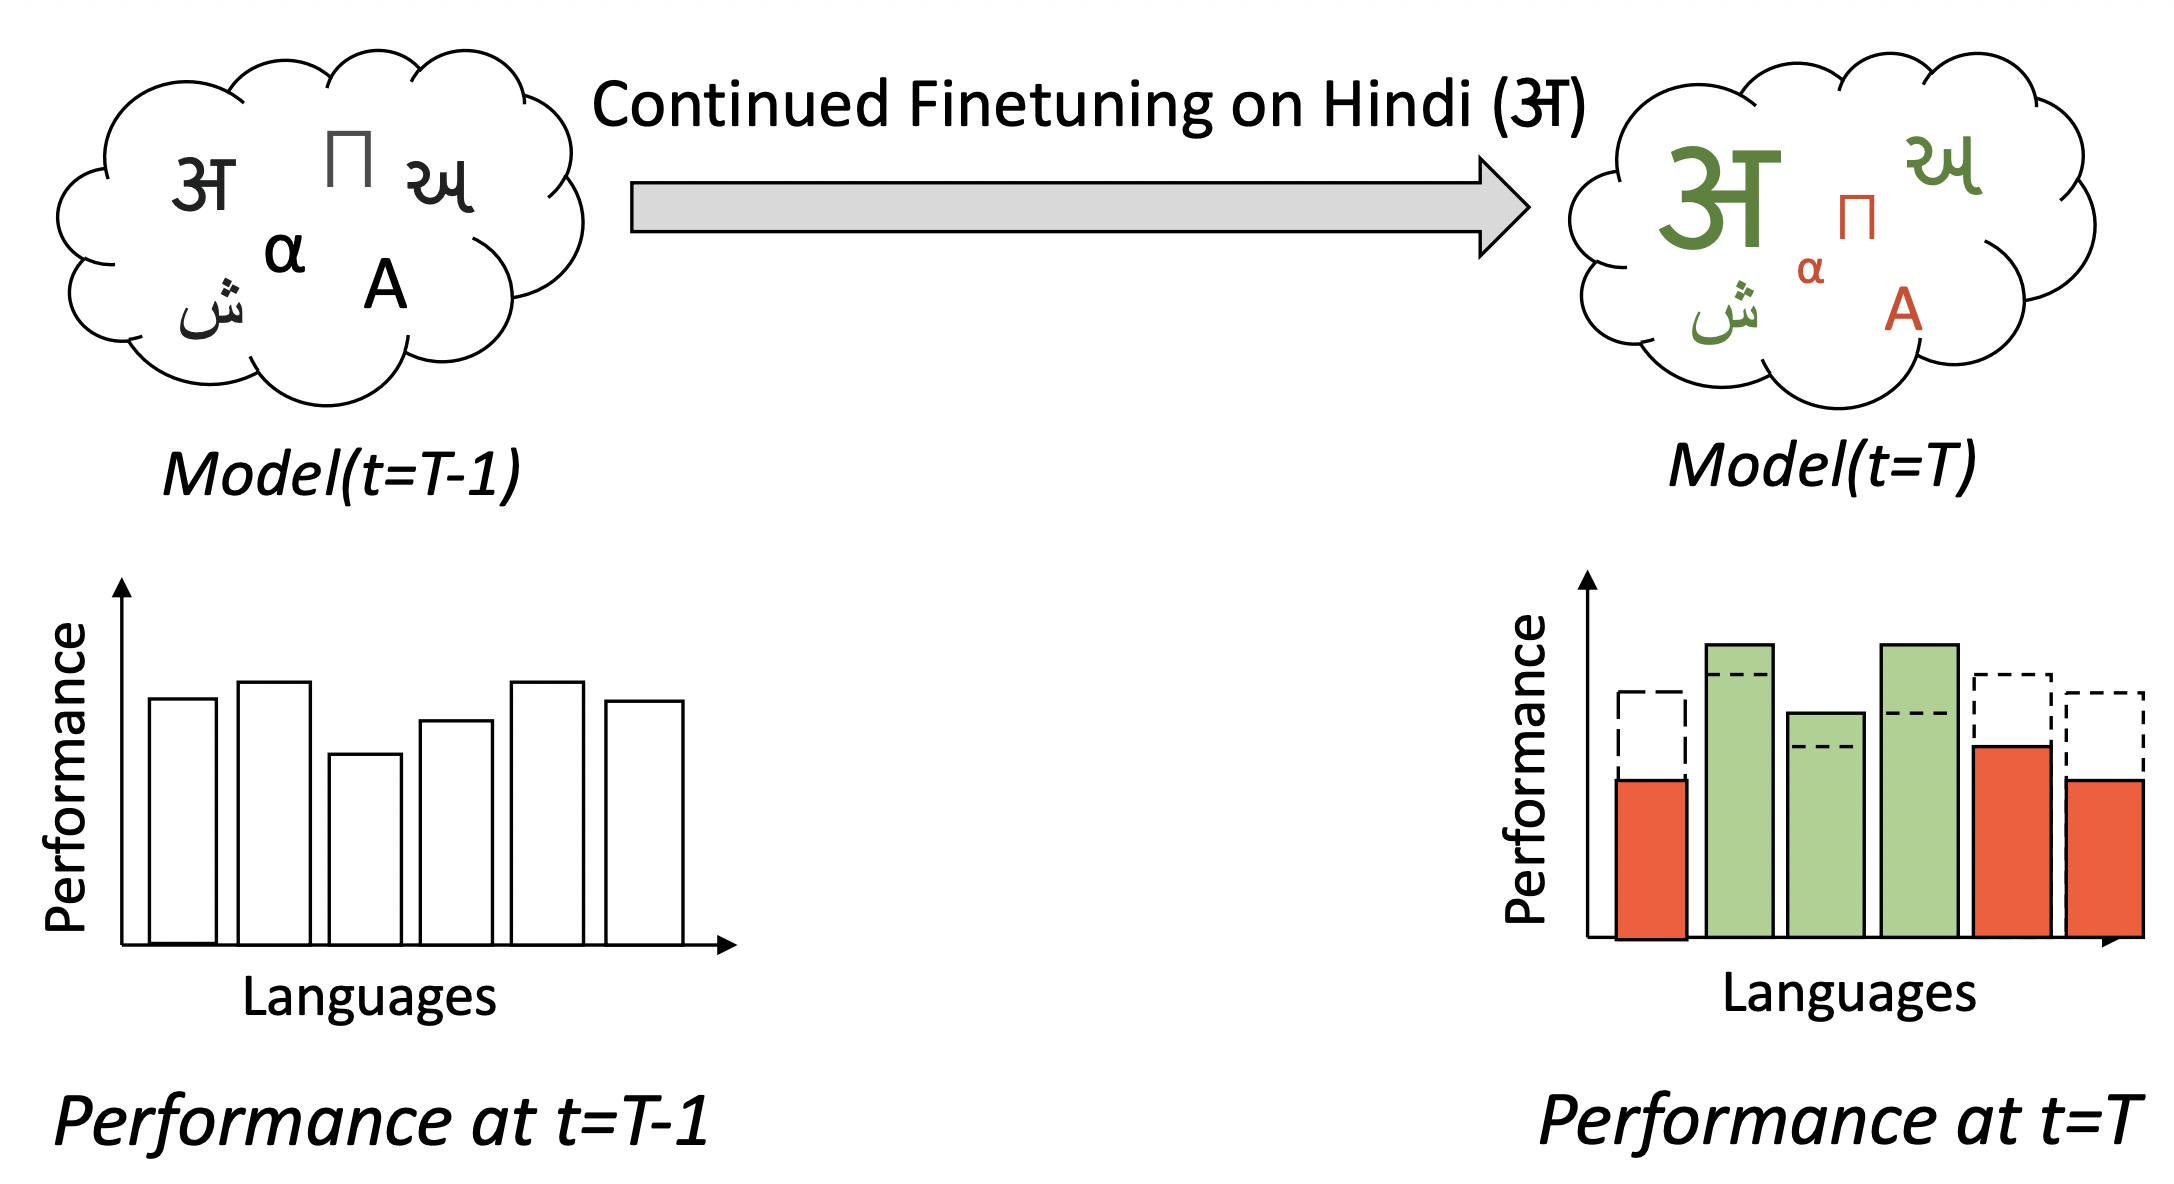 Continued Finetuning on Hindi (अ)
अ П અ
α A
ش
अ અ
П
α A
ش
Model(t=T-1)
Model(t=T)
Performance
Languages
Performance
Languages
Performance at t=T-1
Performance at t=T